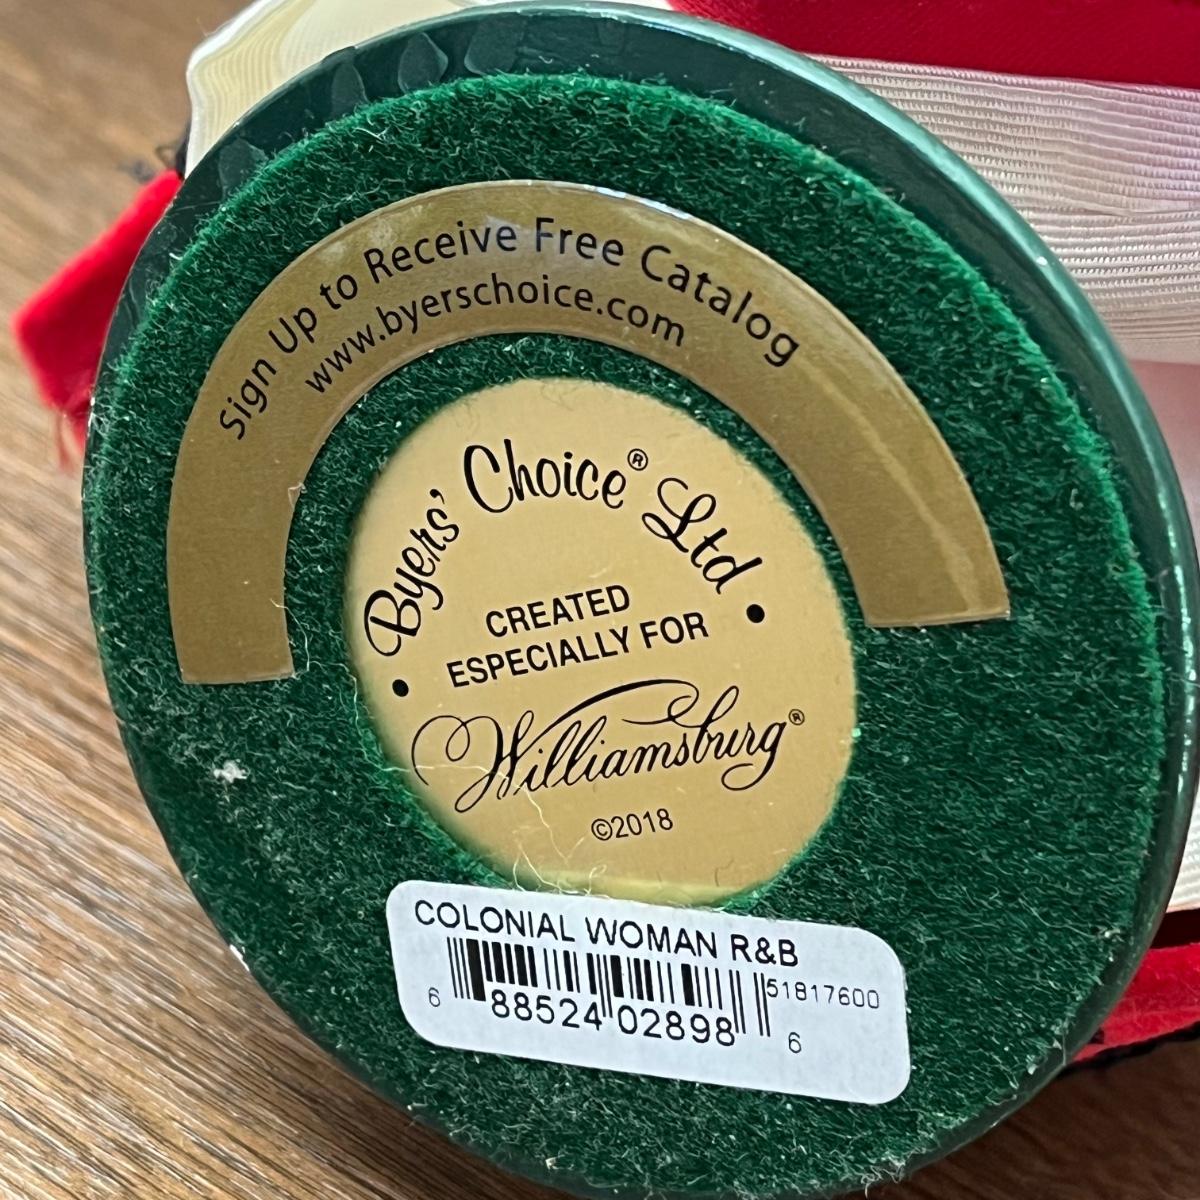 Sign Up to Receive Free Catalog
www.byerschoice.com
Byers' Choice® Ltd
CREATED
ESPECIALLY FOR
Williamsburg®
©2018
COLONIAL WOMAN R&B
51817600
6 88524 02898 6